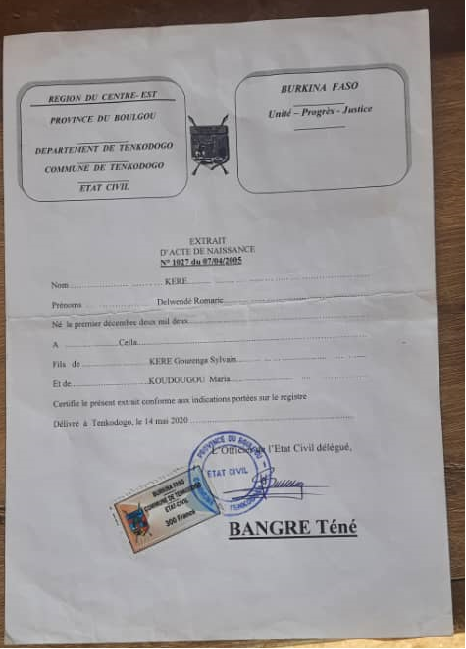 REGION DU CENTRE-EST
PROVINCE DU BOULGOU
DEPARTEMENT DE TENKODOGO
COMMUNE DE TENKODOGO
ETAT CIVIL
BURKINA FASO
Unité – Progrès - Justice
EXTRAIT
D'ACTE DE NAISSANCE
N° 1027 du 07/04/2005
Nom KERE
Prénoms Delwendé Romaric
Né le premier décembre deux mil deux
A Ceila
Fils de KERE Gouenga Sylvain
Et de KOUDOUGOU Maria
Certifie le présent extrait conforme aux indications portées sur le registre
Délivré à Tenkodogo, le 14 mai 2020
L'Officier de l'Etat Civil délégué,
PROVINCE DU BOULGOU
ETAT CIVIL
BURKINA FASO
COMMUNE DE TENKODOGO
ETAT-CIVIL
300 Francs
BANGRE Téné